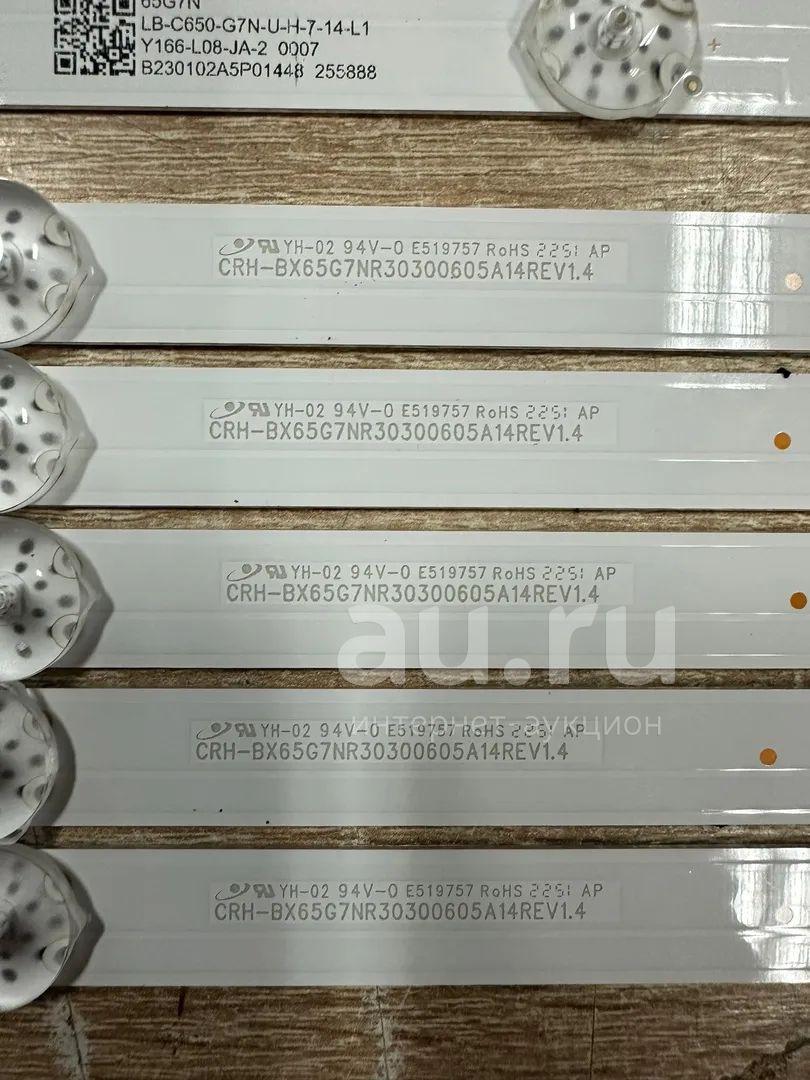 65G7N
LB-C650-G7N-U-H-7-14-L1
Y166-L08-JA-2 0007
B230102A5P01448 255888
YH-02 94V-0 E519757 RoHS 2251 AP
CRH-BX65G7NR30300605A14REV1.4
YH-02 94V-0 E519757 RoHS 2251 AP
CRH-BX65G7NR30300605A14REV1.4
YH-02 94V-0 E519757 RoHS 2251 AP
CRH-BX65G7NR30300605A14REV1.4
au.ru
YH-02 94V-0 E519757 RoHS 2251 AP
интернет-аукцион
CRH-BX65G7NR30300605A14REV1.4
YH-02 94V-0 E519757 RoHS 2251 AP
CRH-BX65G7NR30300605A14REV1.4